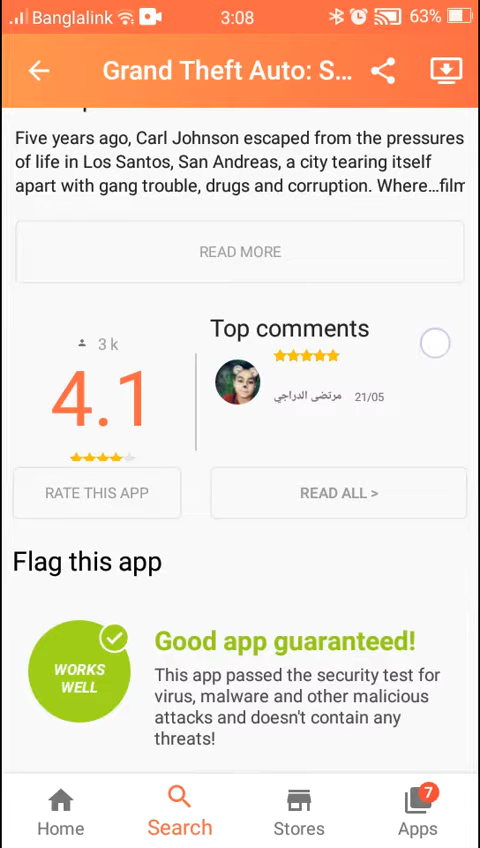 Banglalink 3:08 63%
Grand Theft Auto: S...
Five years ago, Carl Johnson escaped from the pressures
of life in Los Santos, San Andreas, a city tearing itself
apart with gang trouble, drugs and corruption. Where...film
READ MORE
Top comments
3 k
4.1
مرتضى الدراجي 21/05
RATE THIS APP
READ ALL >
Flag this app
WORKS
WELL
Good app guaranteed!
This app passed the security test for
virus, malware and other malicious
attacks and doesn't contain any
threats!
7
Home
Search
Stores
Apps